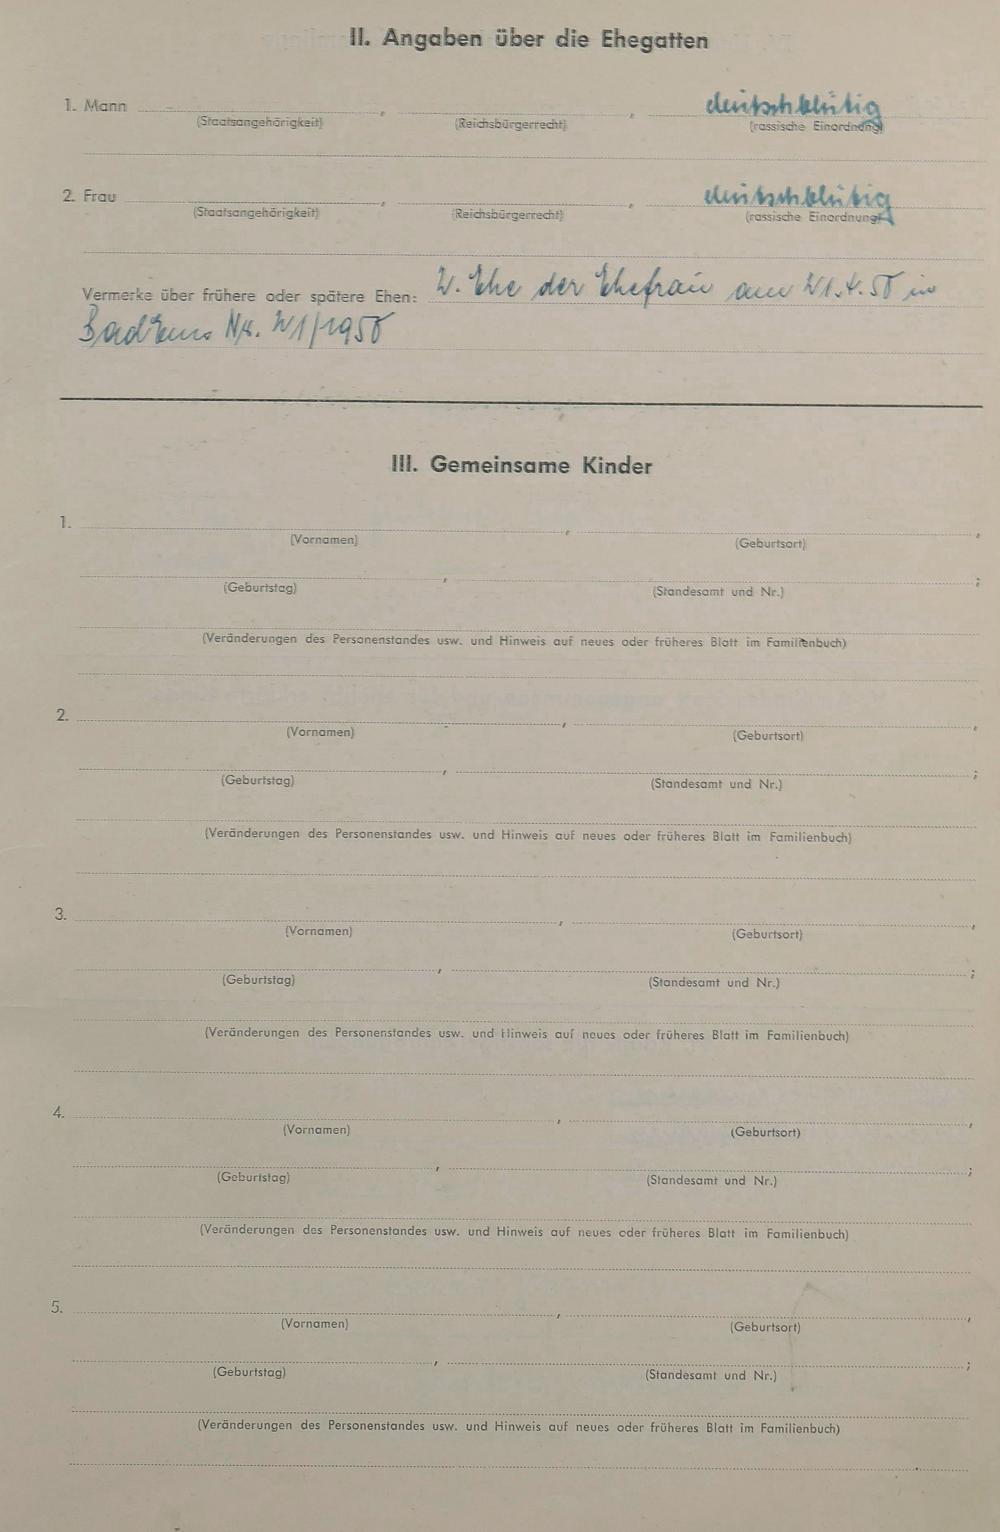 II. Angaben über die Ehegatten
1. Mann , , deutschblütig
(Staatsangehörigkeit) (Reichsbürgerrecht) (rassische Einordnung)
2. Frau , , deutschblütig
(Staatsangehörigkeit) (Reichsbürgerrecht) (rassische Einordnung)
Vermerke über frühere oder spätere Ehen: Ehe der Ehefrau am in
Bad Ems Nr.
III. Gemeinsame Kinder
1. , ,
(Vornamen) (Geburtsort)
, ;
(Geburtstag) (Standesamt und Nr.)
(Veränderungen des Personenstandes usw. und Hinweis auf neues oder früheres Blatt im Familienbuch)
2. , ,
(Vornamen) (Geburtsort)
, ;
(Geburtstag) (Standesamt und Nr.)
(Veränderungen des Personenstandes usw. und Hinweis auf neues oder früheres Blatt im Familienbuch)
3. , ,
(Vornamen) (Geburtsort)
, ;
(Geburtstag) (Standesamt und Nr.)
(Veränderungen des Personenstandes usw. und Hinweis auf neues oder früheres Blatt im Familienbuch)
4. , ,
(Vornamen) (Geburtsort)
, ;
(Geburtstag) (Standesamt und Nr.)
(Veränderungen des Personenstandes usw. und Hinweis auf neues oder früheres Blatt im Familienbuch)
5. , ,
(Vornamen) (Geburtsort)
, ;
(Geburtstag) (Standesamt und Nr.)
(Veränderungen des Personenstandes usw. und Hinweis auf neues oder früheres Blatt im Familienbuch)